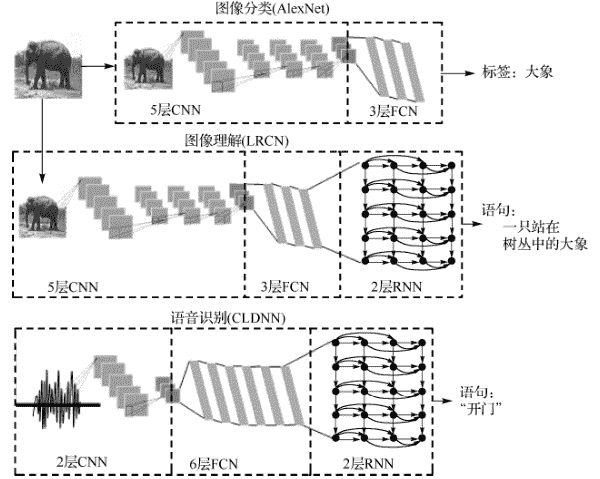 图像分类(AlexNet)
5层CNN
3层FCN
标签：大象
图像理解(LRCN)
5层CNN
3层FCN
2层RNN
语句：
一只站在
树丛中的大象
语音识别(CLDNN)
2层CNN
6层FCN
2层RNN
语句：
“开门”